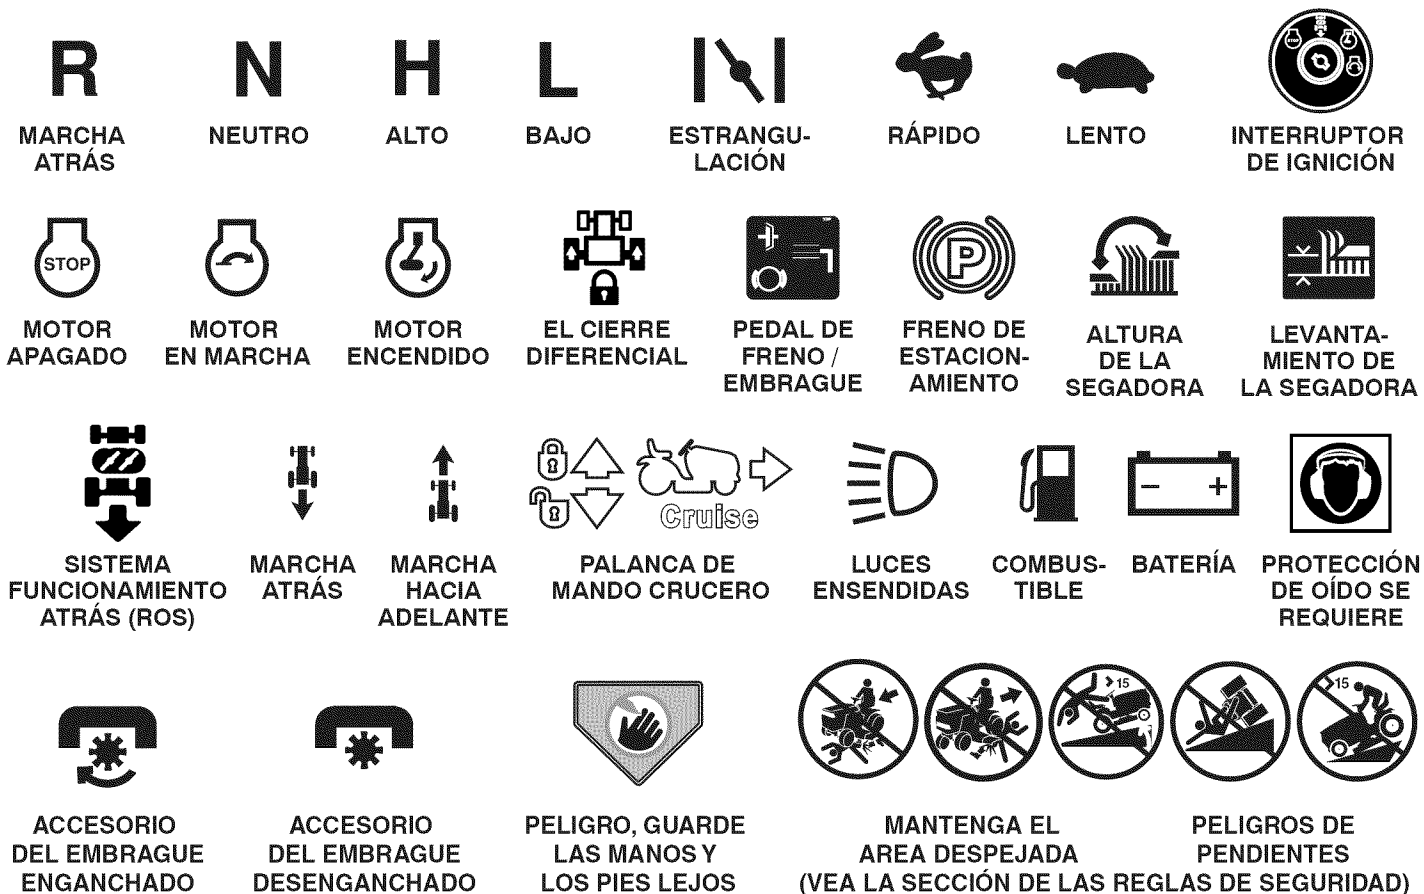 R N H L
MARCHA ATRÁS
NEUTRO
ALTO
BAJO
ESTRANGU-
LACIÓN
RÁPIDO
LENTO
STOP
INTERRUPTOR
DE IGNICIÓN
STOP
MOTOR
APAGADO
MOTOR
EN MARCHA
MOTOR
ENCENDIDO
EL CIERRE
DIFERENCIAL
PEDAL DE
FRENO /
EMBRAGUE
P
FRENO DE
ESTACION-
AMIENTO
ALTURA
DE LA
SEGADORA
LEVANTA-
MIENTO DE
LA SEGADORA
SISTEMA
FUNCIONAMIENTO
ATRÁS (ROS)
MARCHA
ATRÁS
MARCHA
HACIA
ADELANTE
Cruise
PALANCA DE
MANDO CRUCERO
LUCES
ENSENDIDAS
COMBUS-
TIBLE
- +
BATERÍA
PROTECCIÓN
DE OÍDO SE
REQUIERE
ACCESORIO
DEL EMBRAGUE
ENGANCHADO
ACCESORIO
DEL EMBRAGUE
DESENGANCHADO
PELIGRO, GUARDE
LAS MANOS Y
LOS PIES LEJOS
>15
>15
MANTENGA EL
AREA DESPEJADA
PELIGROS DE
PENDIENTES
(VEA LA SECCIÓN DE LAS REGLAS DE SEGURIDAD)